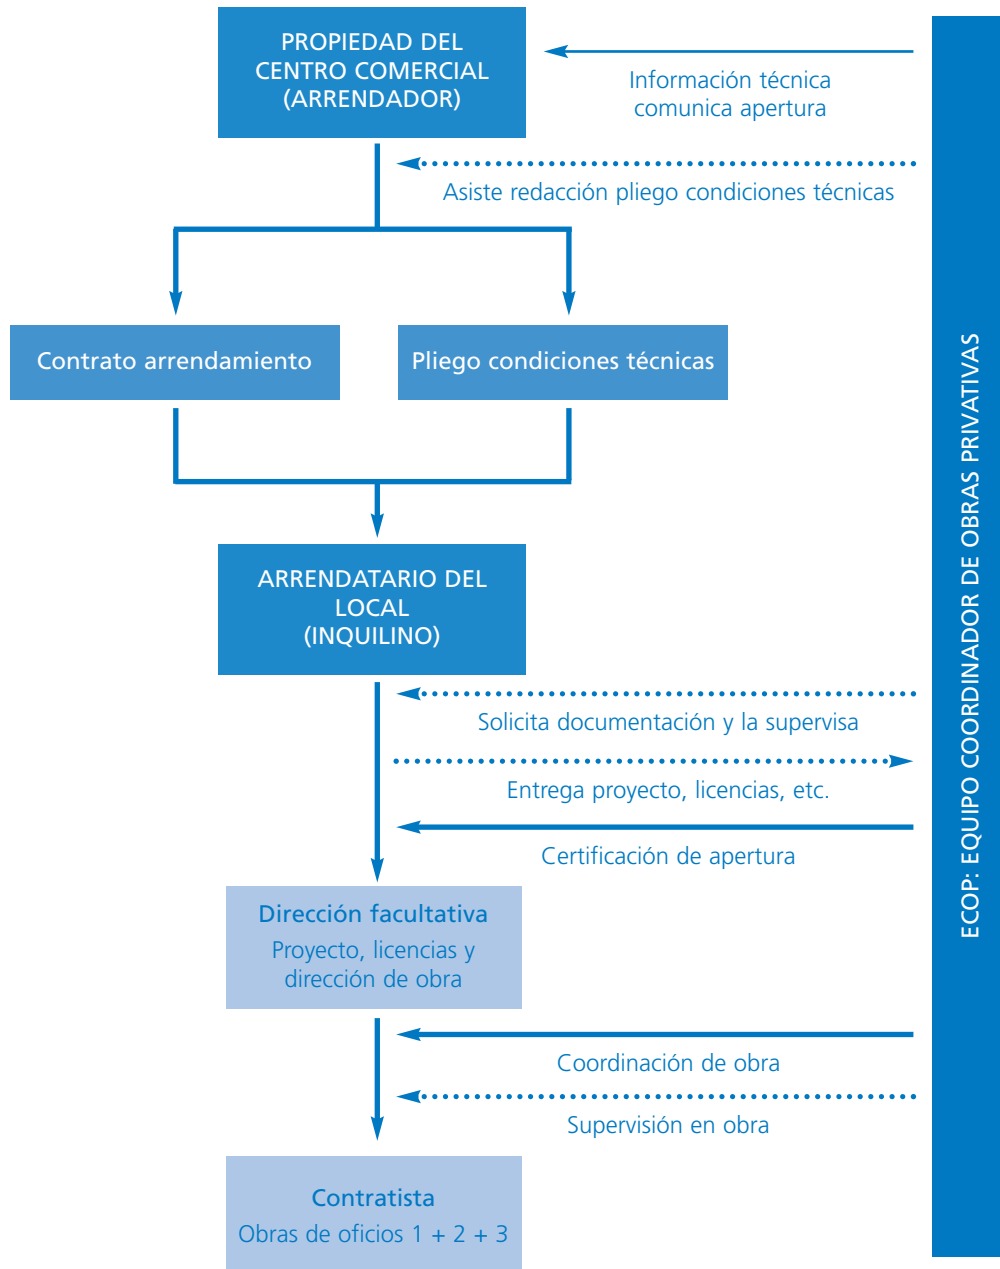 PROPIEDAD DEL
CENTRO COMERCIAL
(ARRENDADOR)
Información técnica
comunica apertura
Asiste redacción pliego condiciones técnicas
Contrato arrendamiento
Pliego condiciones técnicas
ARRENDATARIO DEL
LOCAL
(INQUILINO)
Solicita documentación y la supervisa
Entrega proyecto, licencias, etc.
Certificación de apertura
Dirección facultativa
Proyecto, licencias y
dirección de obra
Coordinación de obra
Supervisión en obra
Contratista
Obras de oficios 1 + 2 + 3
ECOP: EQUIPO COORDINADOR DE OBRAS PRIVATIVAS